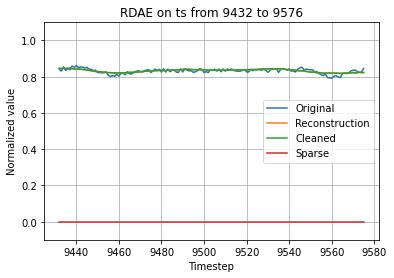 RDAE on ts from 9432 to 9576
Normalized value
1.0
0.8
0.6
0.4
0.2
0.0
Original
Reconstruction
Cleaned
Sparse
9440 9460 9480 9500 9520 9540 9560 9580
Timestep